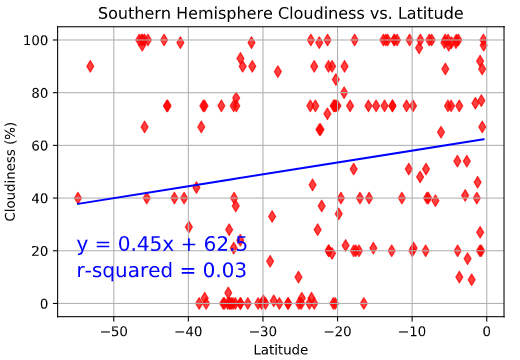 Southern Hemisphere Cloudiness vs. Latitude
100
80
60
40
20
0
Cloudiness (%)
y = 0.45x + 62.5
r-squared = 0.03
−50 −40 −30 −20 −10 0
Latitude